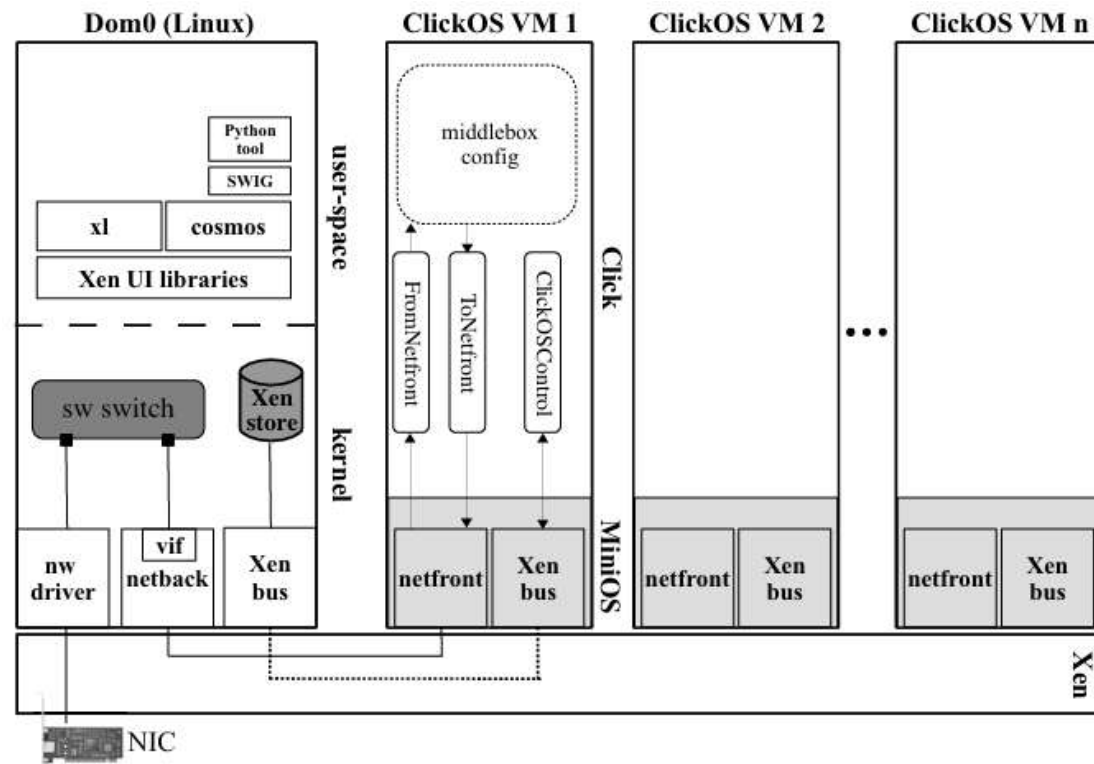 Dom0 (Linux)
ClickOS VM 1
ClickOS VM 2
ClickOS VM n
Python
tool
SWIG
xl
cosmos
Xen UI libraries
user-space
sw switch
Xen
store
kernel
nw
driver
vif
netback
Xen
bus
middlebox
config
FromNetfront
ToNetfront
ClickOSControl
Click
netfront
Xen
bus
MiniOS
netfront
Xen
bus
•••
netfront
Xen
bus
Xen
NIC